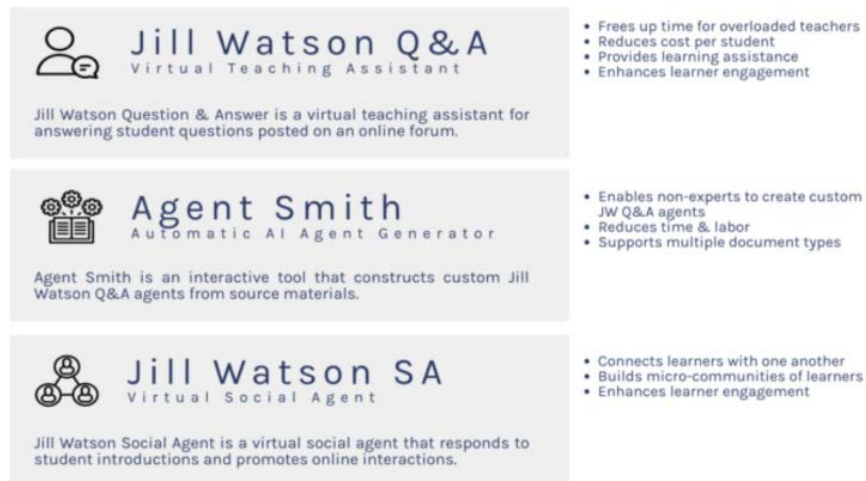 Jill Watson Q&A
Virtual Teaching Assistant
Jill Watson Question & Answer is a virtual teaching assistant for
answering student questions posted on an online forum.
• Frees up time for overloaded teachers
• Reduces cost per student
• Provides learning assistance
• Enhances learner engagement
Agent Smith
Automatic AI Agent Generator
Agent Smith is an interactive tool that constructs custom Jill
Watson Q&A agents from source materials.
• Enables non-experts to create custom
JW Q&A agents
• Reduces time & labor
• Supports multiple document types
Jill Watson SA
Virtual Social Agent
Jill Watson Social Agent is a virtual social agent that responds to
student introductions and promotes online interactions.
• Connects learners with one another
• Builds micro-communities of learners
• Enhances learner engagement